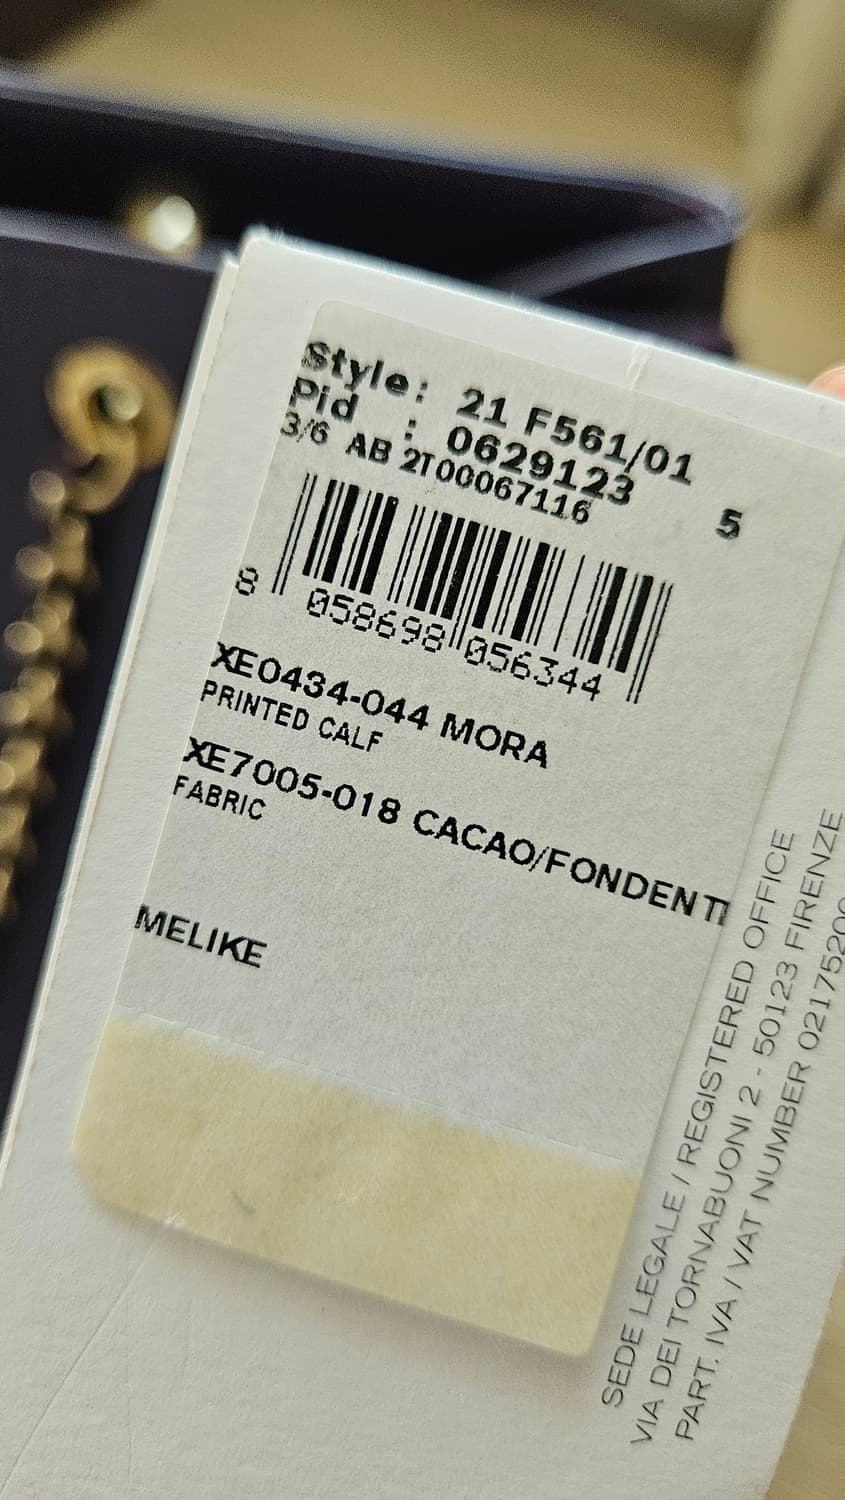 Style: 21 F561/01
Pid : 0629123
3/6 AB 2T00067116 5
8 058698 056344
XE0434-044 MORA
PRINTED CALF
XE7005-018 CACAO/FONDENT
FABRIC
MELIKE
SEDE LEGALE / REGISTERED OFFICE
VIA DEI TORNABUONI 2 - 50123 FIRENZE
PART. IVA / VAT NUMBER